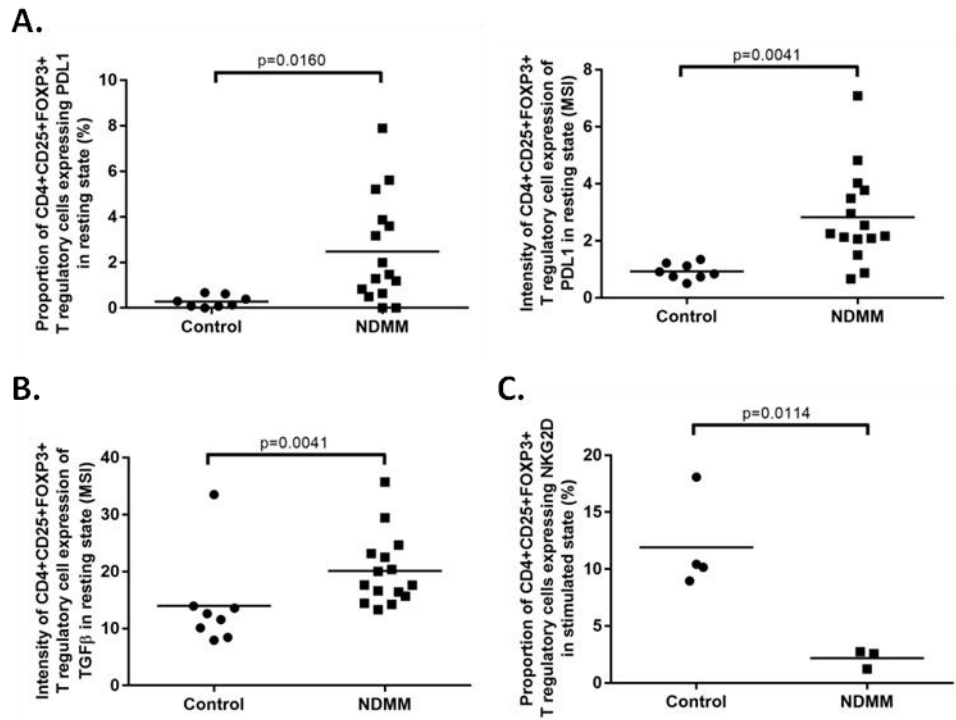 A.
Proportion of CD4+CD25+FOXP3+
T regulatory cells expressing PDL1
in resting state (%)
p=0.0160
10
8
6
4
2
0
Control
NDMM
Intensity of CD4+CD25+FOXP3+
T regulatory cell expression of
PDL1 in resting state (MSI)
p=0.0041
8
6
4
2
0
Control
NDMM
B.
Intensity of CD4+CD25+FOXP3+
T regulatory cell expression of
TGFβ in resting state (MSI)
p=0.0041
40
30
20
10
0
Control
NDMM
C.
Proportion of CD4+CD25+FOXP3+
T regulatory cells expressing NKG2D
in stimulated state (%)
p=0.0114
20
15
10
5
0
Control
NDMM